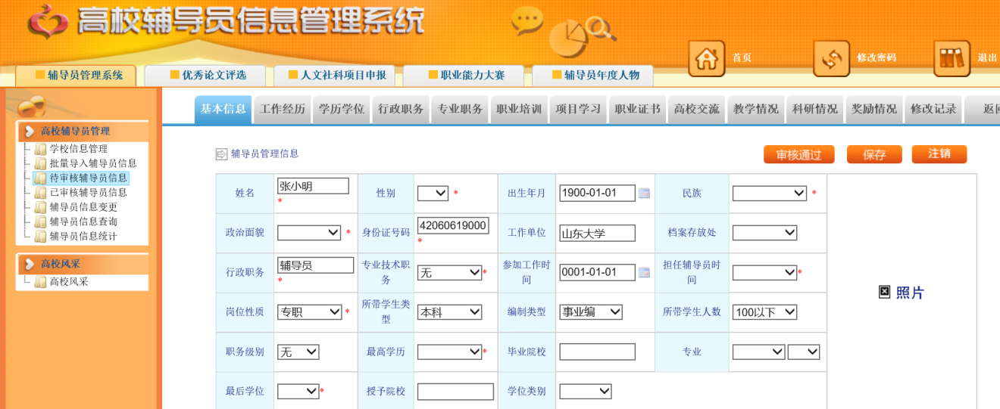 高校辅导员信息管理系统
首页 修改密码 退出
辅导员管理系统 优秀论文评选 人文社科项目申报 职业能力大赛 辅导员年度人物
基本信息 工作经历 学历学位 行政职务 专业职务 职业培训 项目学习 职业证书 高校交流 教学情况 科研情况 奖励情况 修改记录 返回
高校辅导员管理
学校信息管理
批量导入辅导员信息
待审核辅导员信息
已审核辅导员信息
辅导员信息变更
辅导员信息查询
辅导员信息统计
高校风采
高校风采
辅导员管理信息 审核通过 保存 注销
姓名 张小明 * 性别 * 出生年月 1900-01-01 民族 *
政治面貌 * 身份证号码 42060619000 * 工作单位 山东大学 档案存放处
行政职务 辅导员 * 专业技术职务 无 * 参加工作时间 0001-01-01 担任辅导员时间 *
照片
岗位性质 专职 * 所带学生类型 本科 编制类型 事业编 所带学生人数 100以下
职务级别 无 最高学历 * 毕业院校 专业
最后学位 * 授予院校 学位类别